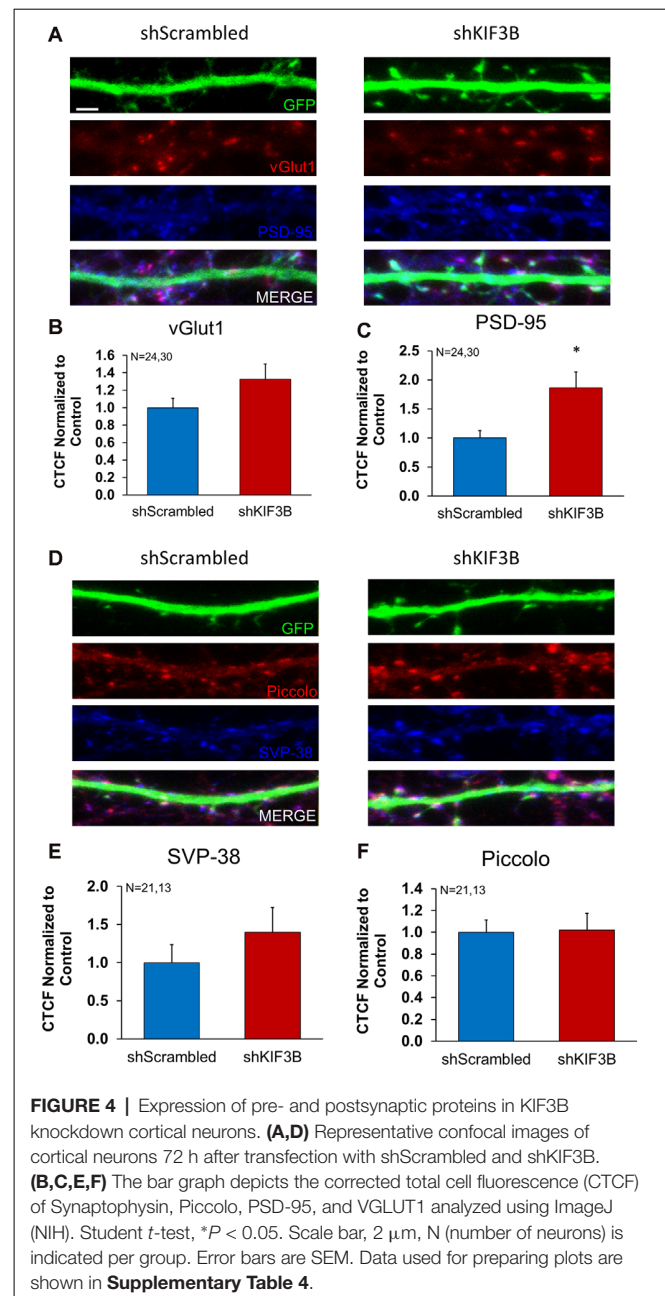 A
shScrambled
shKIF3B
GFP
vGlut1
PSD-95
MERGE
B
vGlut1
C
PSD-95
CTCF Normalized to
Control
1.6
1.4
1.2
1.0
0.8
0.6
0.4
0.2
0.0
N=24,30
shScrambled
shKIF3B
CTCF Normalized to
Control
2.5
2.0
1.5
1.0
0.5
0.0
N=24,30
*
shScrambled
shKIF3B
D
shScrambled
shKIF3B
GFP
Piccolo
SVP-38
MERGE
E
SVP-38
F
Piccolo
CTCF Normalized to
Control
2.0
1.5
1.0
0.5
0.0
N=21,13
shScrambled
shKIF3B
CTCF Normalized to
Control
1.4
1.2
1.0
0.8
0.6
0.4
0.2
0.0
N=21,13
shScrambled
shKIF3B
FIGURE 4 | Expression of pre- and postsynaptic proteins in KIF3B
knockdown cortical neurons. (A,D) Representative confocal images of
cortical neurons 72 h after transfection with shScrambled and shKIF3B.
(B,C,E,F) The bar graph depicts the corrected total cell fluorescence (CTCF)
of Synaptophysin, Piccolo, PSD-95, and VGLUT1 analyzed using ImageJ
(NIH). Student t-test, *P < 0.05. Scale bar, 2 μm, N (number of neurons) is
indicated per group. Error bars are SEM. Data used for preparing plots are
shown in Supplementary Table 4.